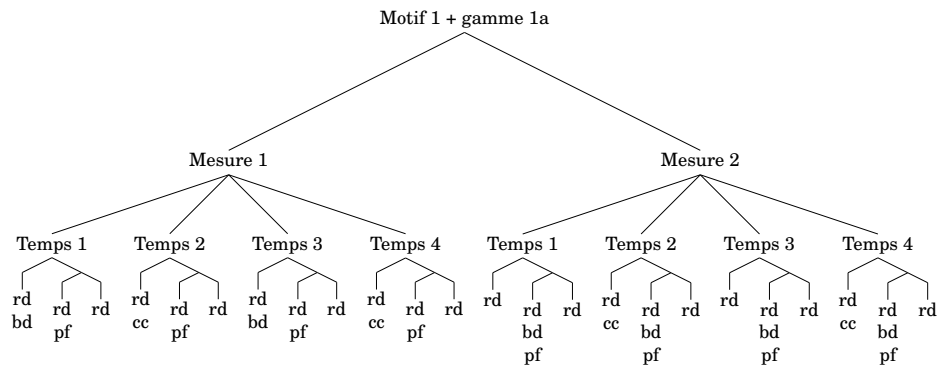 Motif 1 + gamme 1a
Mesure 1 Mesure 2
Temps 1 Temps 2 Temps 3 Temps 4 Temps 1 Temps 2 Temps 3 Temps 4
rd rd rd rd rd rd rd rd
rd rd rd rd rd rd rd rd rd rd rd rd rd rd rd rd
bd cc bd cc cc cc
pf pf pf pf bd bd bd bd
pf pf pf pf